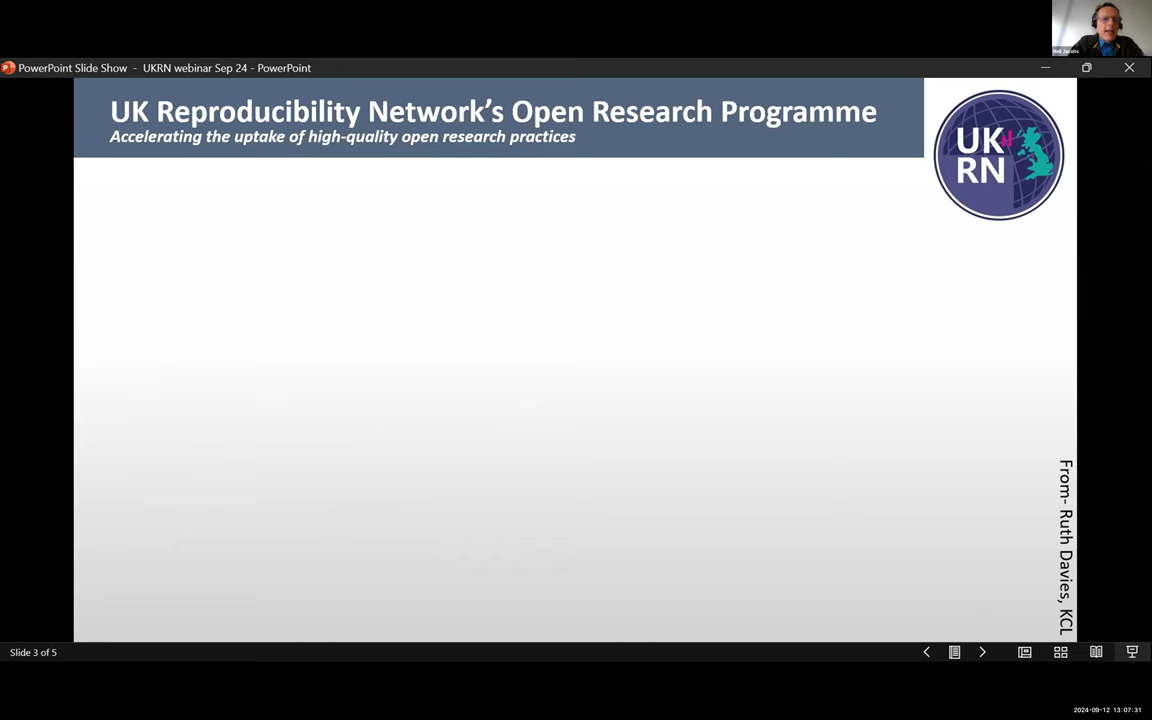 Neil Jacobs
PowerPoint Slide Show - UKRN webinar Sep 24 - PowerPoint
UK Reproducibility Network's Open Research Programme
Accelerating the uptake of high-quality open research practices
UK
RN
From- Ruth Davies, KCL
Slide 3 of 5
2024-09-12 13:07:31